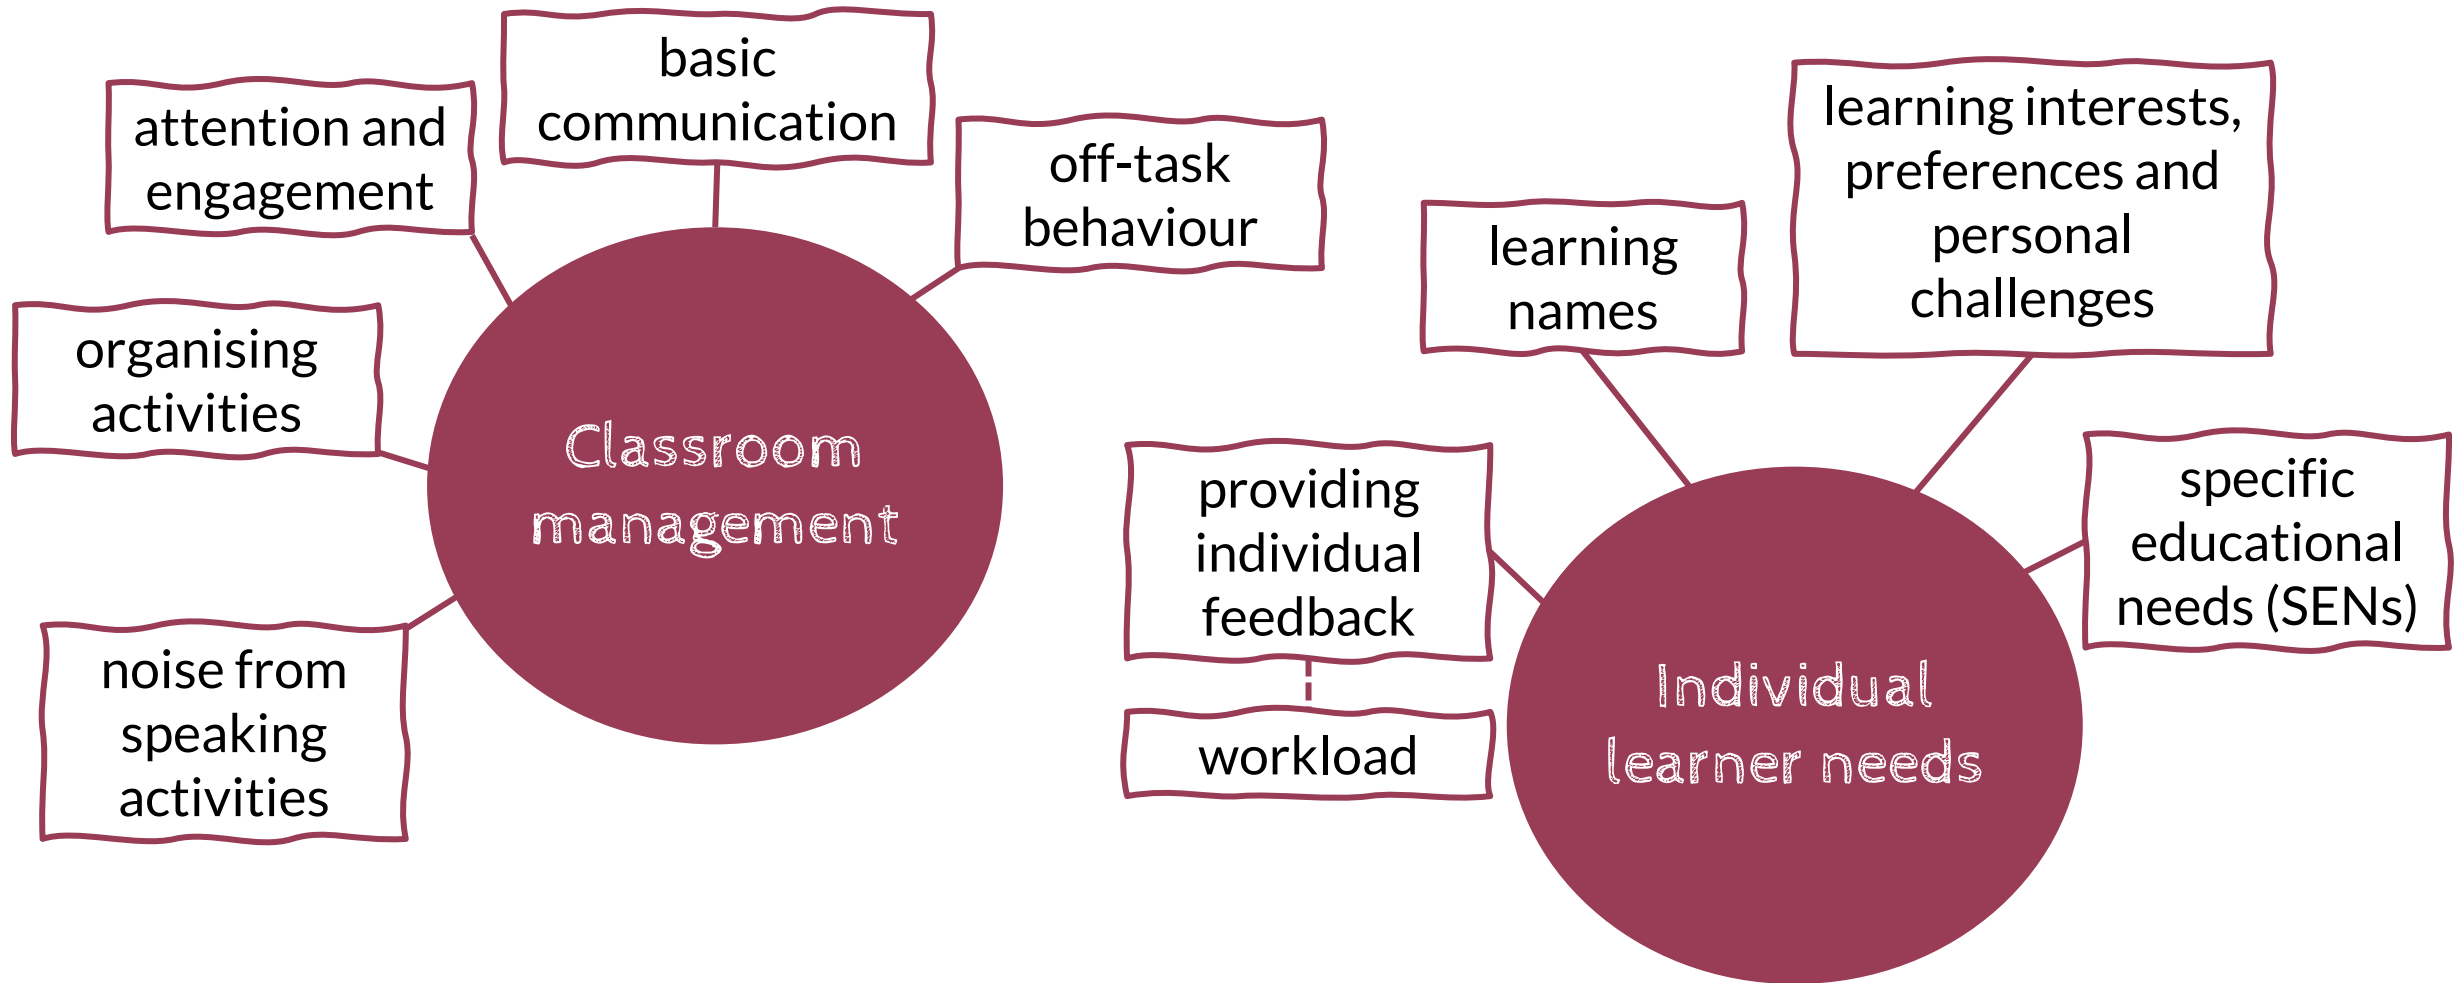 basic
communication
attention and
engagement
off-task
behaviour
organising
activities
noise from
speaking
activities
Classroom
management
learning interests,
preferences and
personal
challenges
learning
names
providing
individual
feedback
workload
specific
educational
needs (SENs)
Individual
learner needs